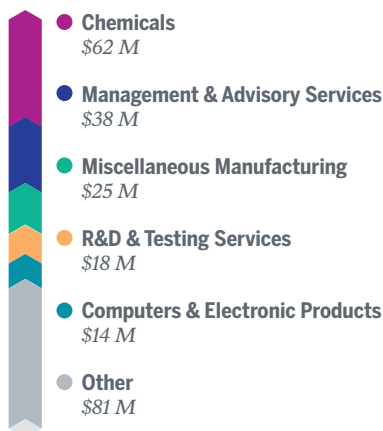 Chemicals
$62 M
Management & Advisory Services
$38 M
Miscellaneous Manufacturing
$25 M
R&D & Testing Services
$18 M
Computers & Electronic Products
$14 M
Other
$81 M